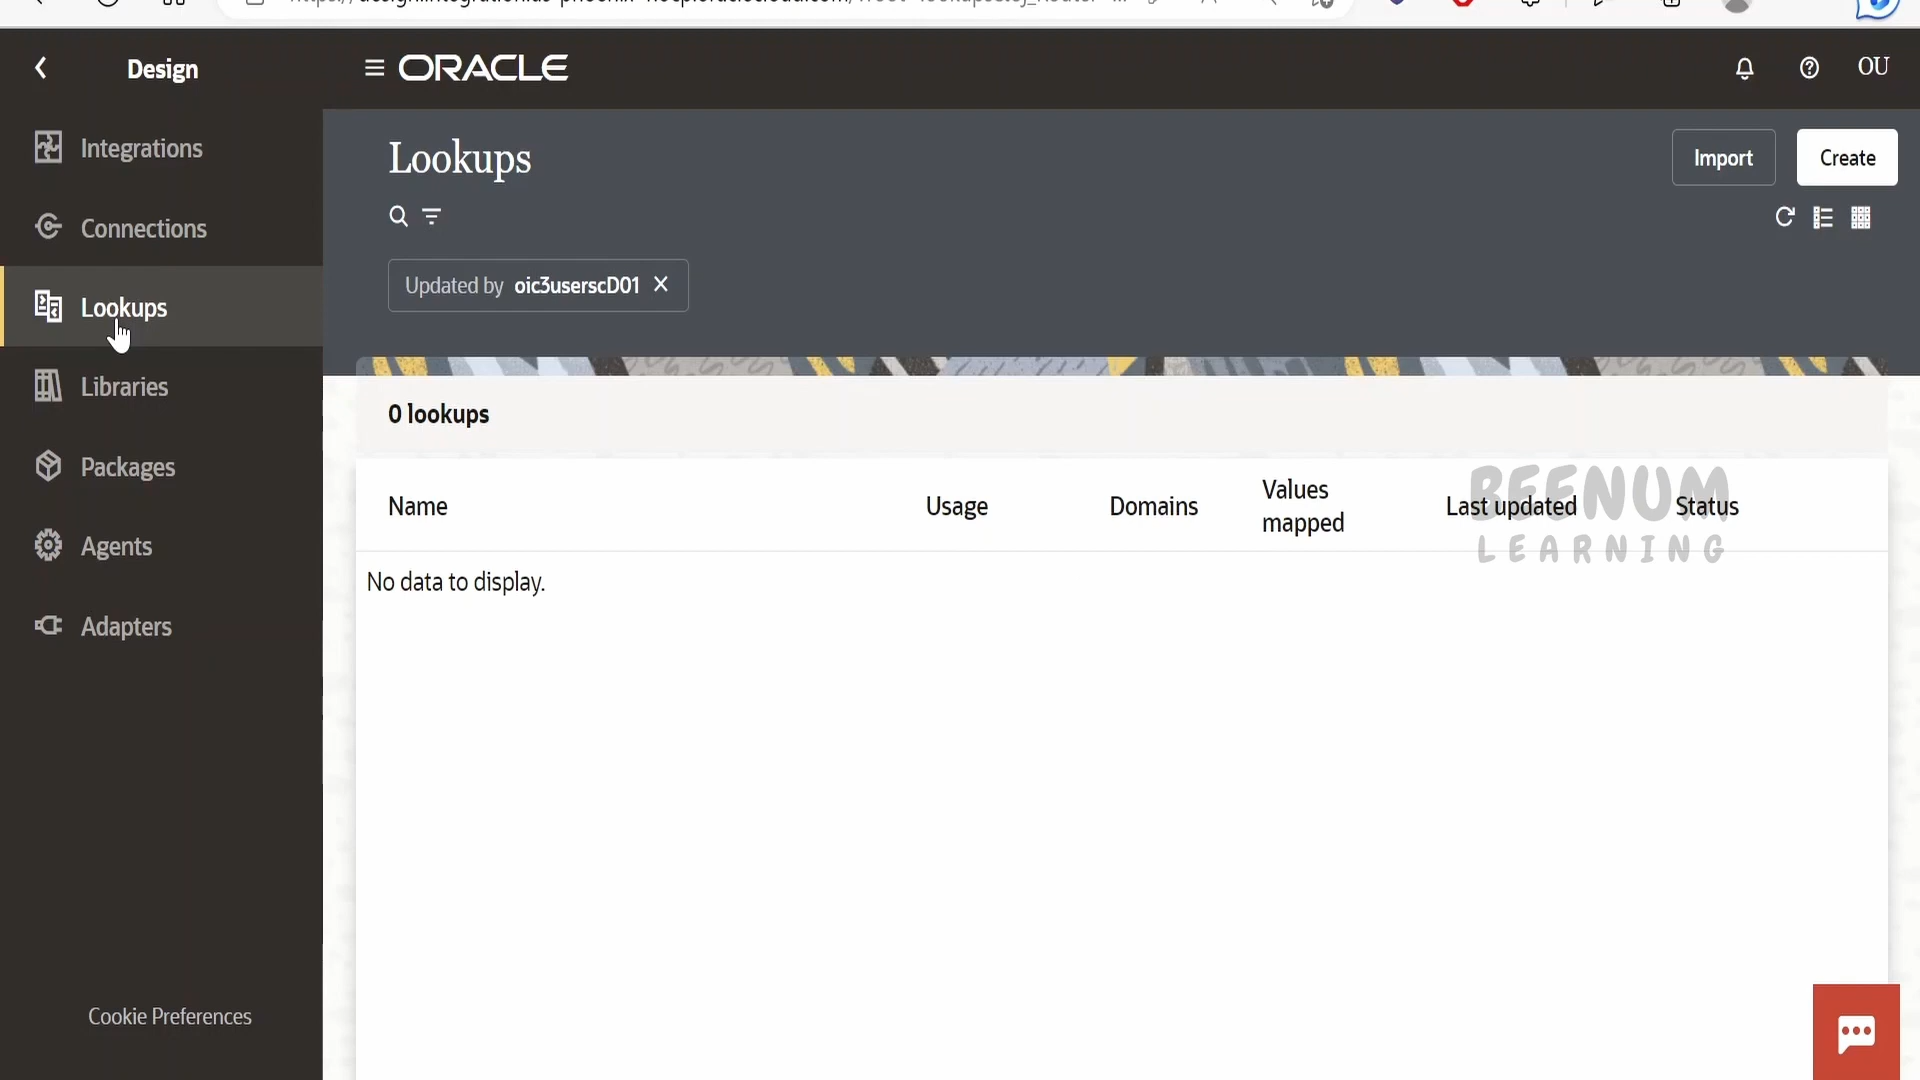 Design
ORACLE
OU
Integrations
Connections
Lookups
Libraries
Packages
Agents
Adapters
Cookie Preferences
Lookups
Import
Create
Updated by oic3userscD01
0 lookups
Name
Usage
Domains
Values
mapped
Last updated
Status
No data to display.
BEENUM
LEARNING